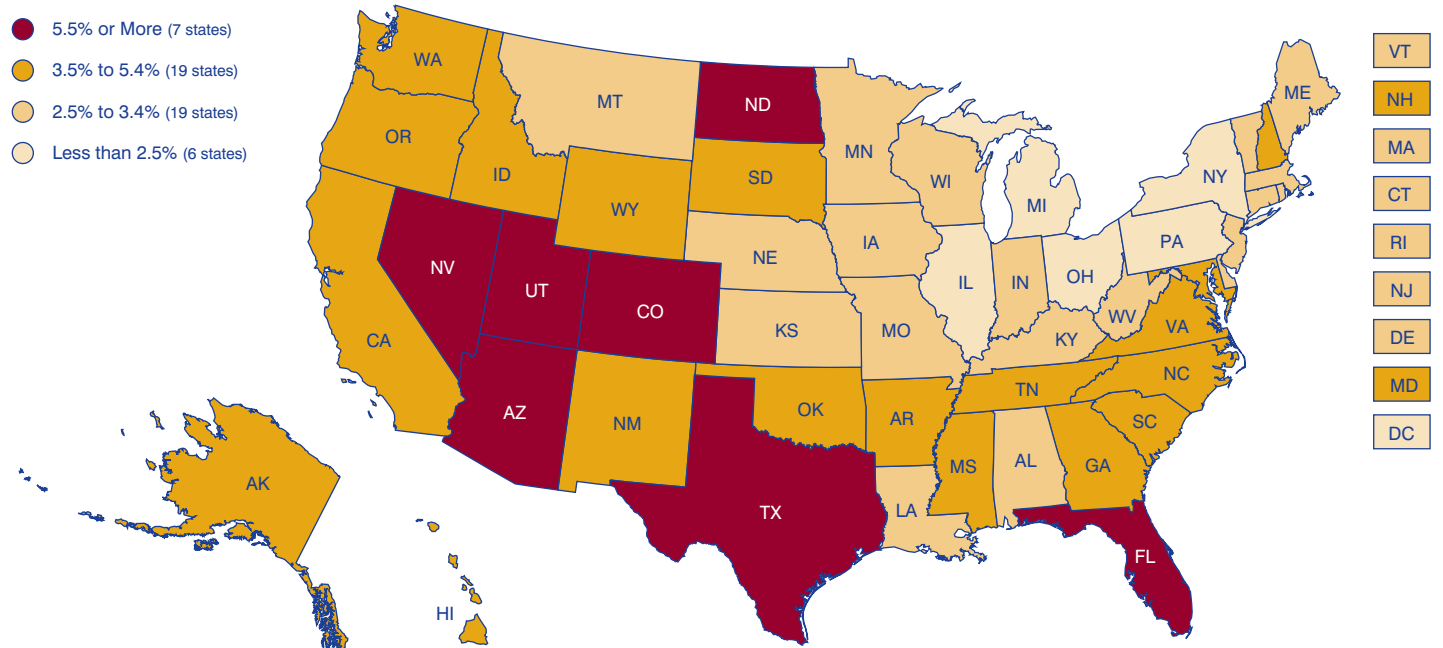 5.5% or More (7 states)
3.5% to 5.4% (19 states)
2.5% to 3.4% (19 states)
Less than 2.5% (6 states)
WA
OR
CA
ID
NV
MT
WY
UT
AZ
CO
NM
ND
SD
NE
KS
OK
TX
MN
IA
MO
AR
LA
WI
IL
MI
IN
OH
KY
TN
MS
AL
GA
FL
SC
NC
VA
WV
PA
NY
ME
AK
HI
VT
NH
MA
CT
RI
NJ
DE
MD
DC